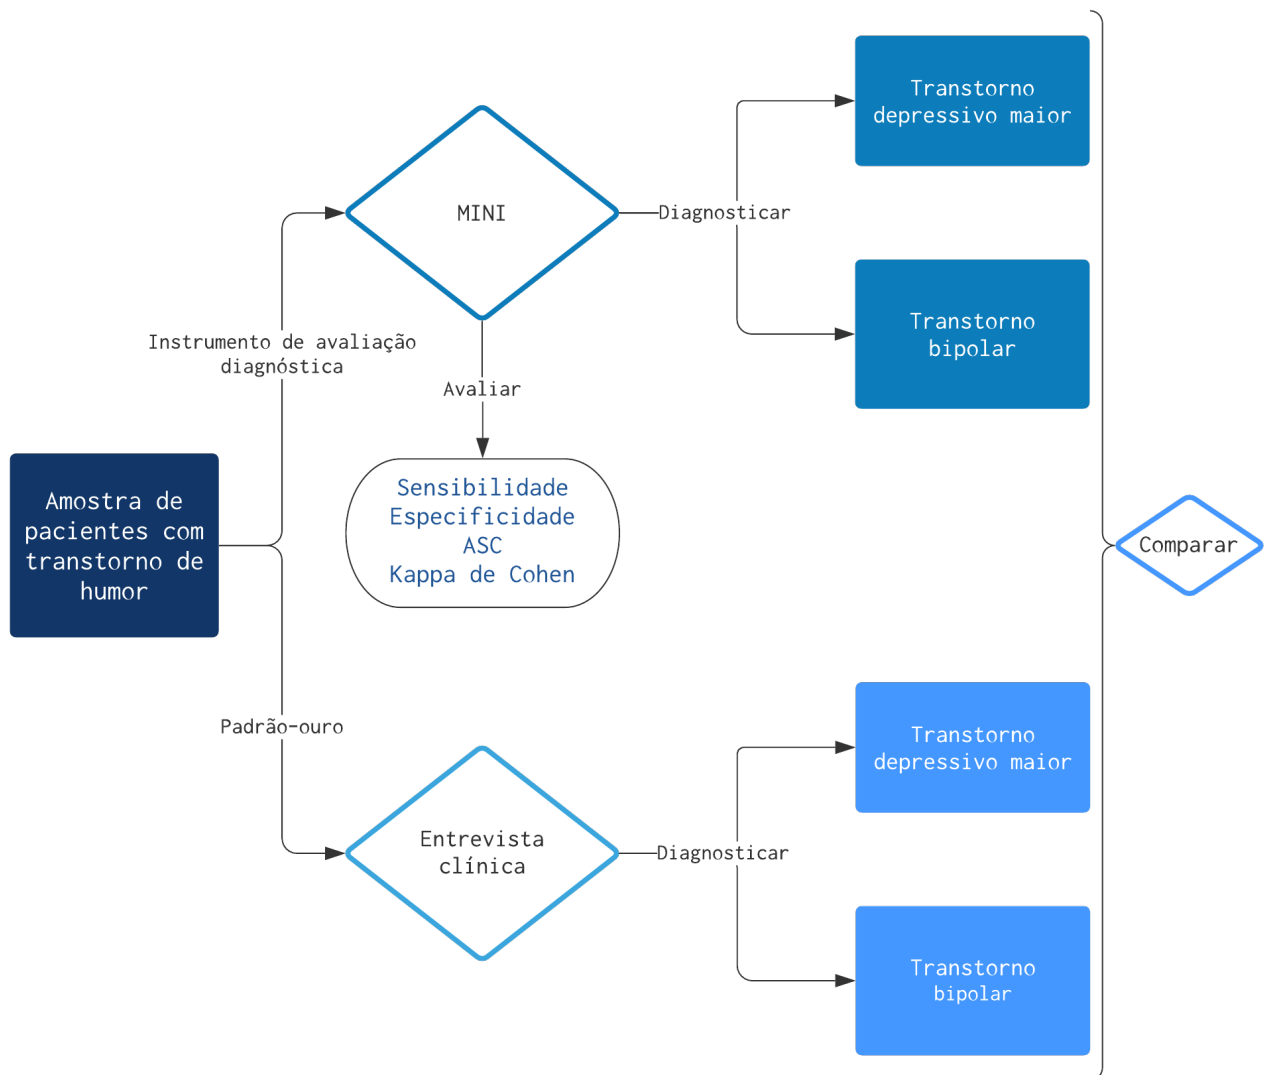 Transtorno
depressivo maior
MINI
Diagnosticar
Transtorno
bipolar
Instrumento de avaliação
diagnóstica
Avaliar
Amostra de
pacientes com
transtorno de
humor
Sensibilidade
Especificidade
ASC
Kappa de Cohen
Comparar
Padrão-ouro
Transtorno
depressivo maior
Entrevista
clínica
Diagnosticar
Transtorno
bipolar